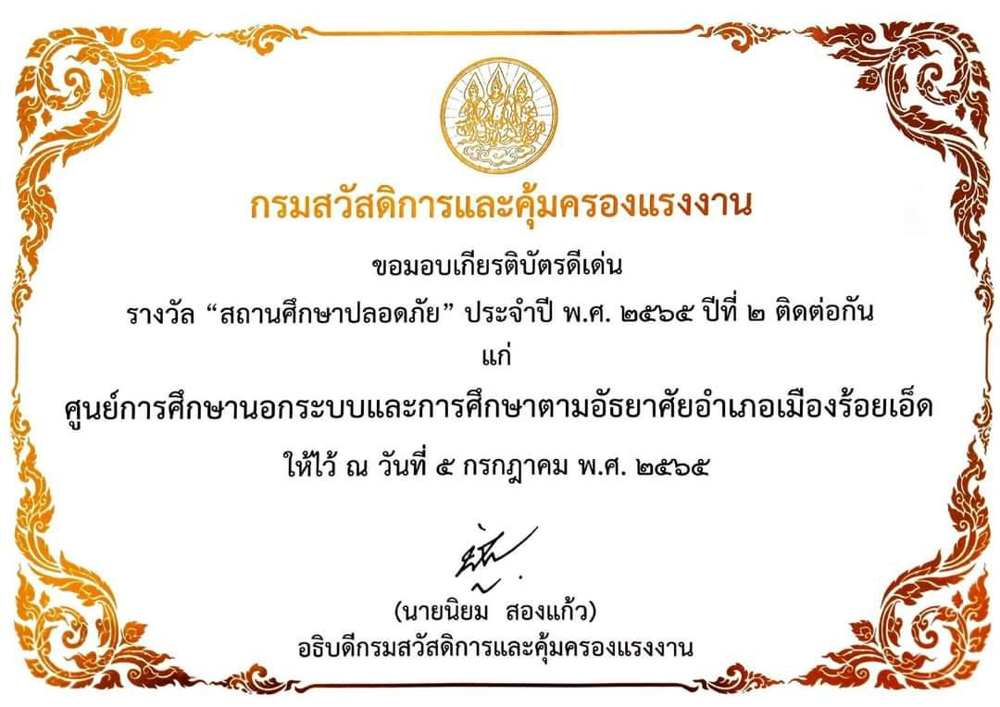 กรมสวัสดิการและคุ้มครองแรงงาน
ขอมอบเกียรติบัตรดีเด่น
รางวัล “สถานศึกษาปลอดภัย” ประจำปี พ.ศ. ๒๕๖๕ ปีที่ ๒ ติดต่อกัน
แก่
ศูนย์การศึกษานอกระบบและการศึกษาตามอัธยาศัยอำเภอเมืองร้อยเอ็ด
ให้ไว้ ณ วันที่ ๕ กรกฎาคม พ.ศ. ๒๕๖๕
(นายนิยม สองแก้ว)
อธิบดีกรมสวัสดิการและคุ้มครองแรงงาน